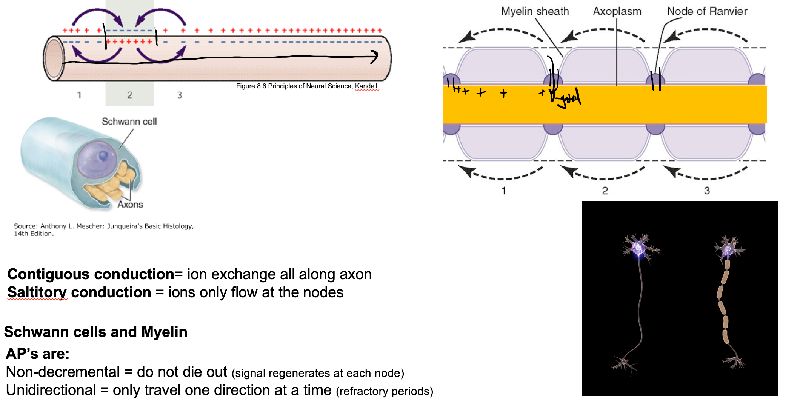 Myelin sheath Axoplasm Node of Ranvier
Figure 8.6 Principles of Neural Science, Kandel
1 2 3
Schwann cell
Axons
1 2 3
Source: Anthony L. Mescher: Junqueira's Basic Histology,
14th Edition.
Contiguous conduction= ion exchange all along axon
Saltitory conduction = ions only flow at the nodes
Schwann cells and Myelin
AP's are:
Non-decremental = do not die out (signal regenerates at each node)
Unidirectional = only travel one direction at a time (refractory periods)